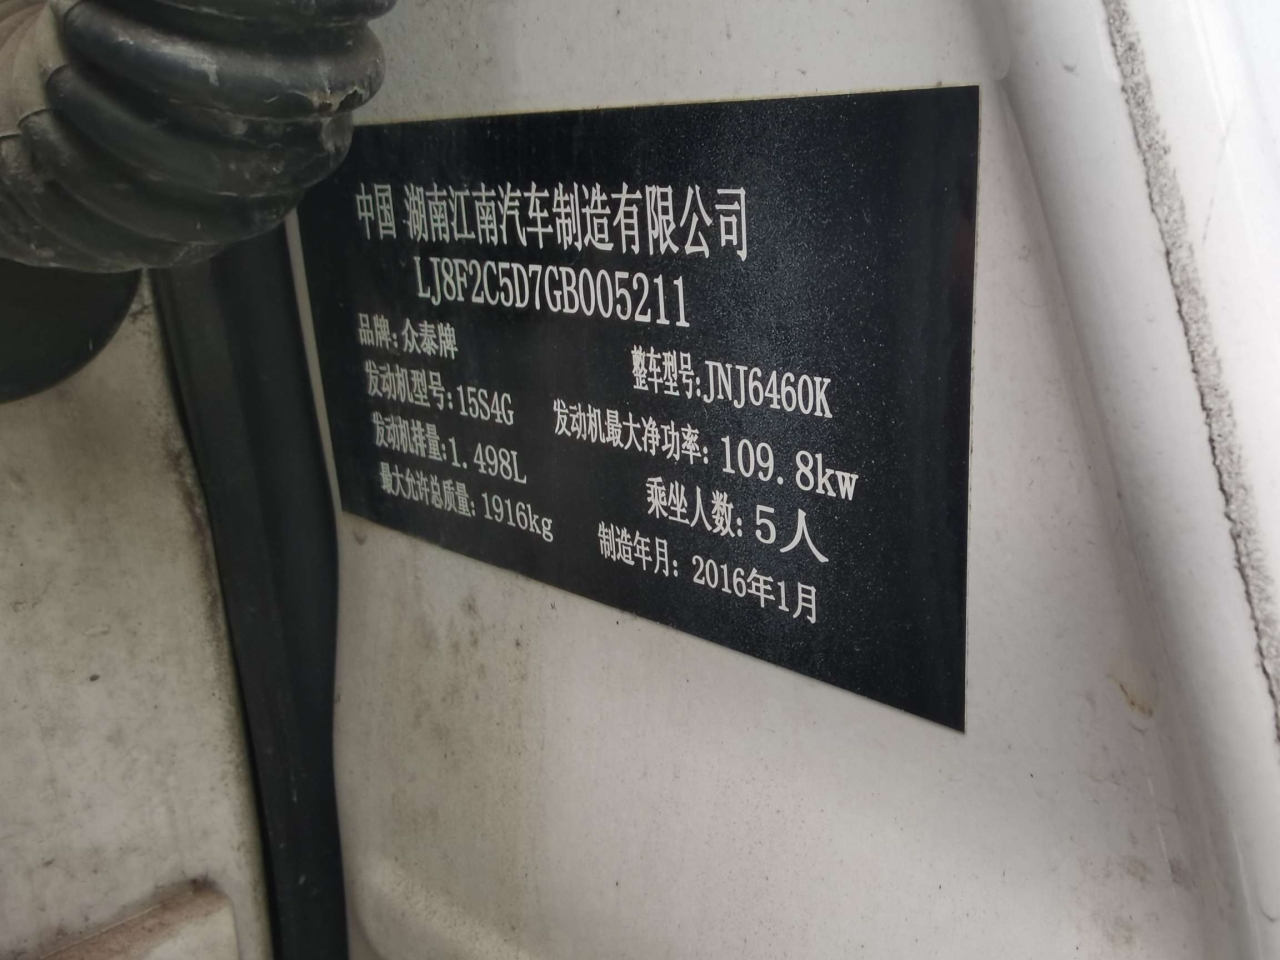 中国 湖南江南汽车制造有限公司
LJ8F2C5D7GB005211
品牌:众泰牌 整车型号:JNJ6460K
发动机型号:15S4G 发动机最大净功率:109.8kw
发动机排量:1.498L 乘坐人数:5人
最大允许总质量:1916kg 制造年月:2016年1月